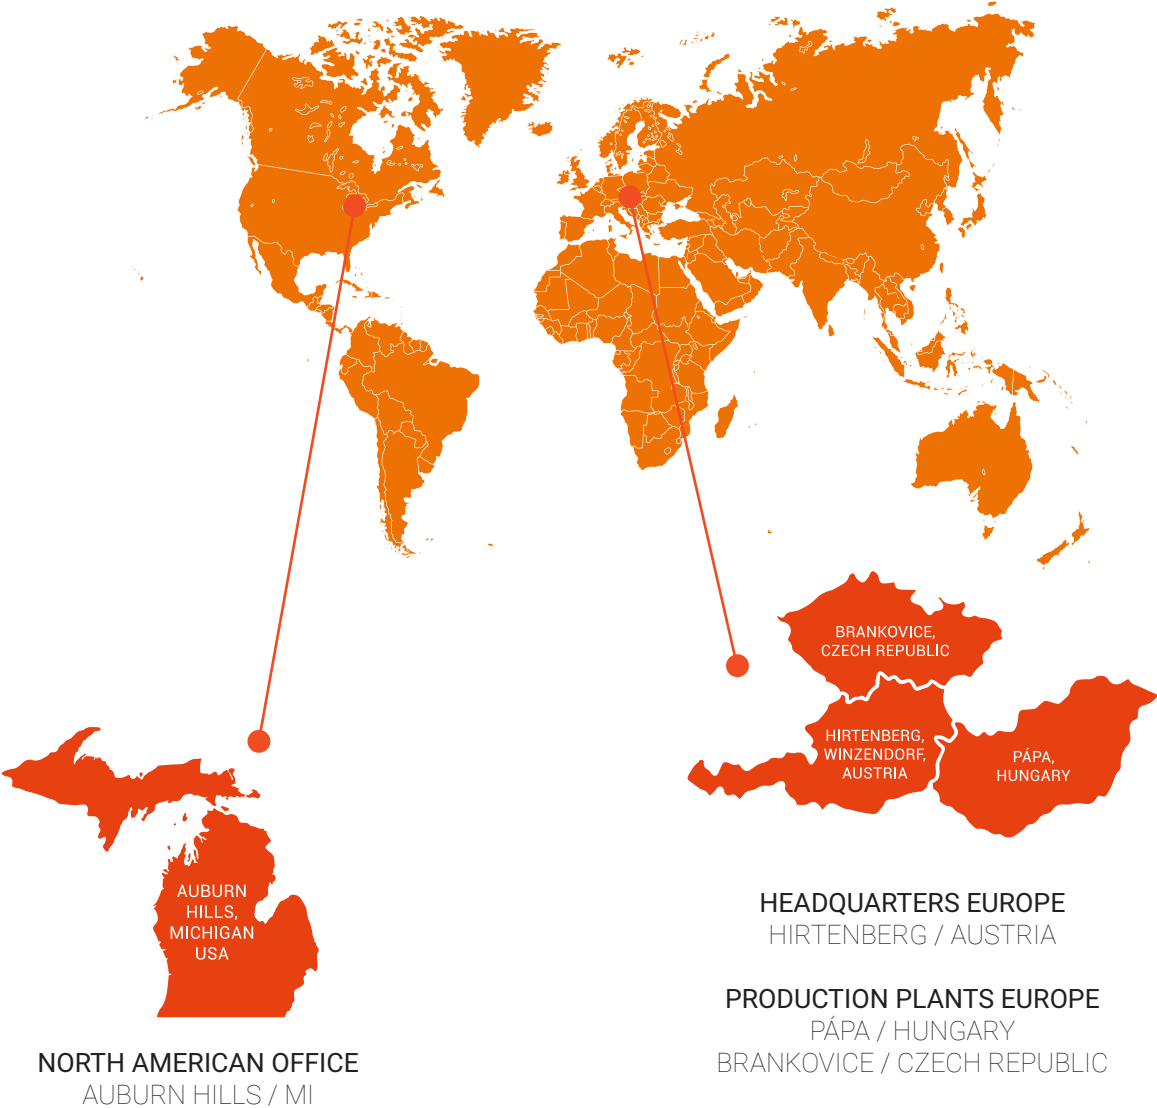 BRANKOVICE,
CZECH REPUBLIC
HIRTENBERG,
WINZENDORF,
AUSTRIA
PÁPA,
HUNGARY
AUBURN
HILLS,
MICHIGAN
USA
HEADQUARTERS EUROPE
HIRTENBERG / AUSTRIA
PRODUCTION PLANTS EUROPE
PÁPA / HUNGARY
BRANKOVICE / CZECH REPUBLIC
NORTH AMERICAN OFFICE
AUBURN HILLS / MI